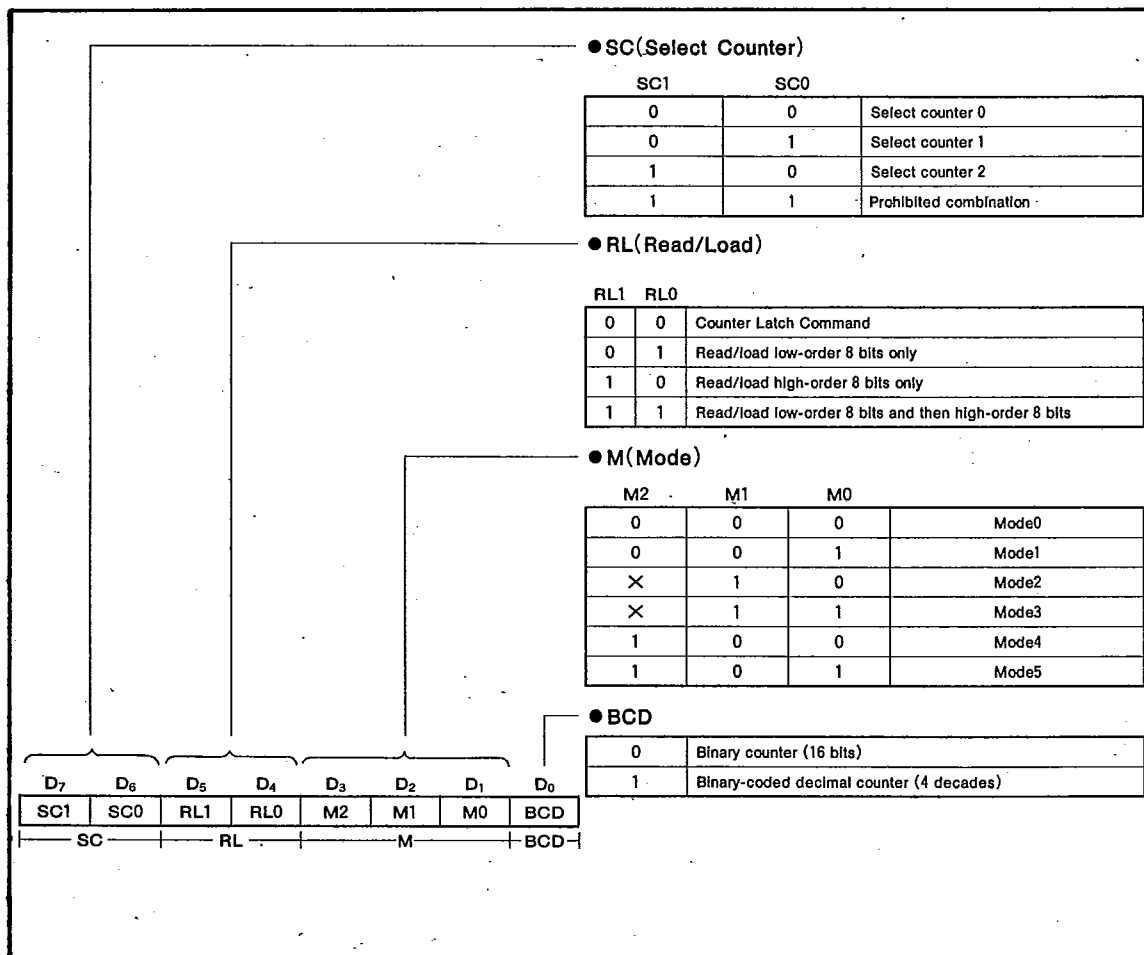 ●SC(Select Counter)
SC1 SC0
0 0 Select counter 0
0 1 Select counter 1
1 0 Select counter 2
1 1 Prohibited combination
●RL(Read/Load)
RL1 RL0
0 0 Counter Latch Command
0 1 Read/load low-order 8 bits only
1 0 Read/load high-order 8 bits only
1 1 Read/load low-order 8 bits and then high-order 8 bits
●M(Mode)
M2 M1 M0
0 0 0 Mode0
0 0 1 Mode1
× 1 0 Mode2
× 1 1 Mode3
1 0 0 Mode4
1 0 1 Mode5
●BCD
0 Binary counter (16 bits)
1 Binary-coded decimal counter (4 decades)
D7 D6 D5 D4 D3 D2 D1 D0
SC1 SC0 RL1 RL0 M2 M1 M0 BCD
SC RL M BCD